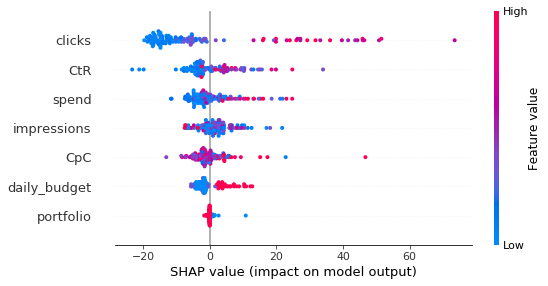 High
clicks
CtR
spend
impressions
CpC
daily_budget
portfolio
Low
Feature value
−20
0
20
40
60
SHAP value (impact on model output)